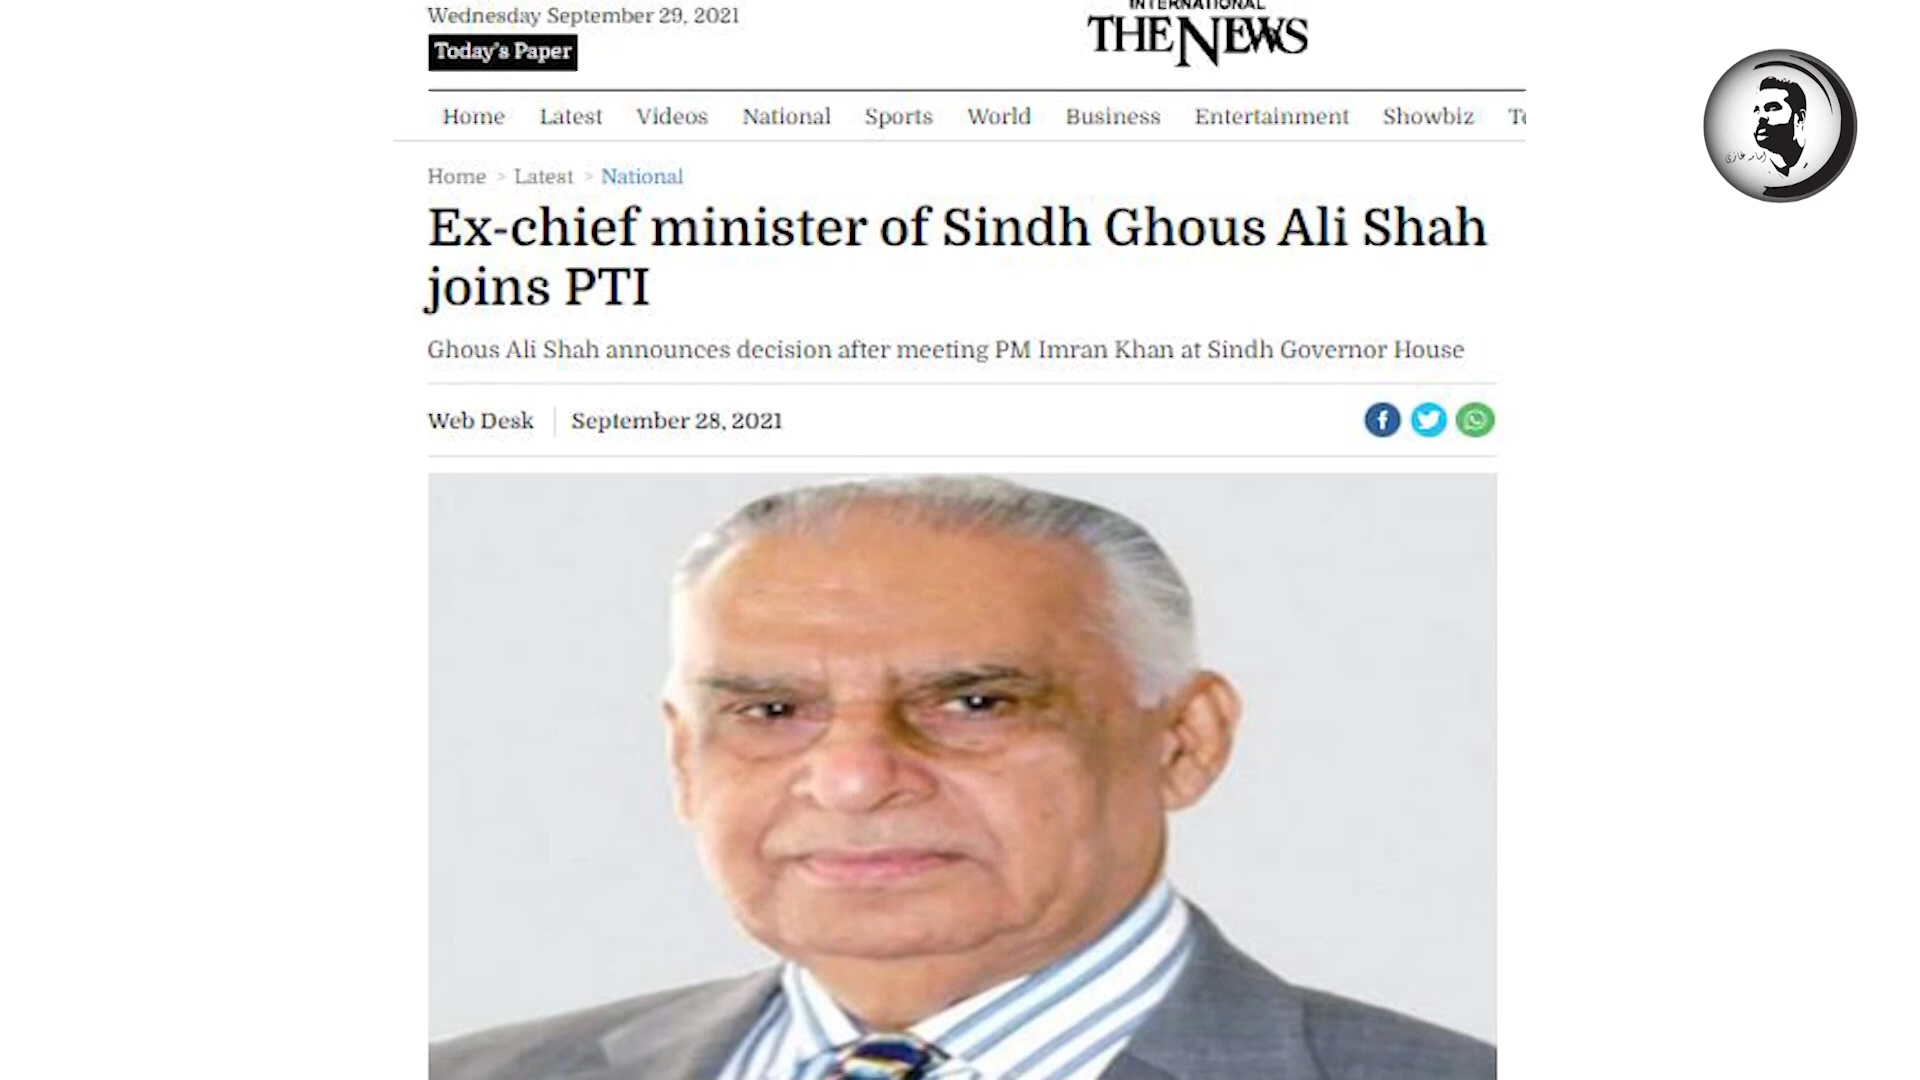 Wednesday September 29, 2021
INTERNATIONAL
THE NEWS
Today's Paper
Home Latest Videos National Sports World Business Entertainment Showbiz
Home > Latest > National
Ex-chief minister of Sindh Ghous Ali Shah
joins PTI
Ghous Ali Shah announces decision after meeting PM Imran Khan at Sindh Governor House
Web Desk September 28, 2021
اسامہ غازی